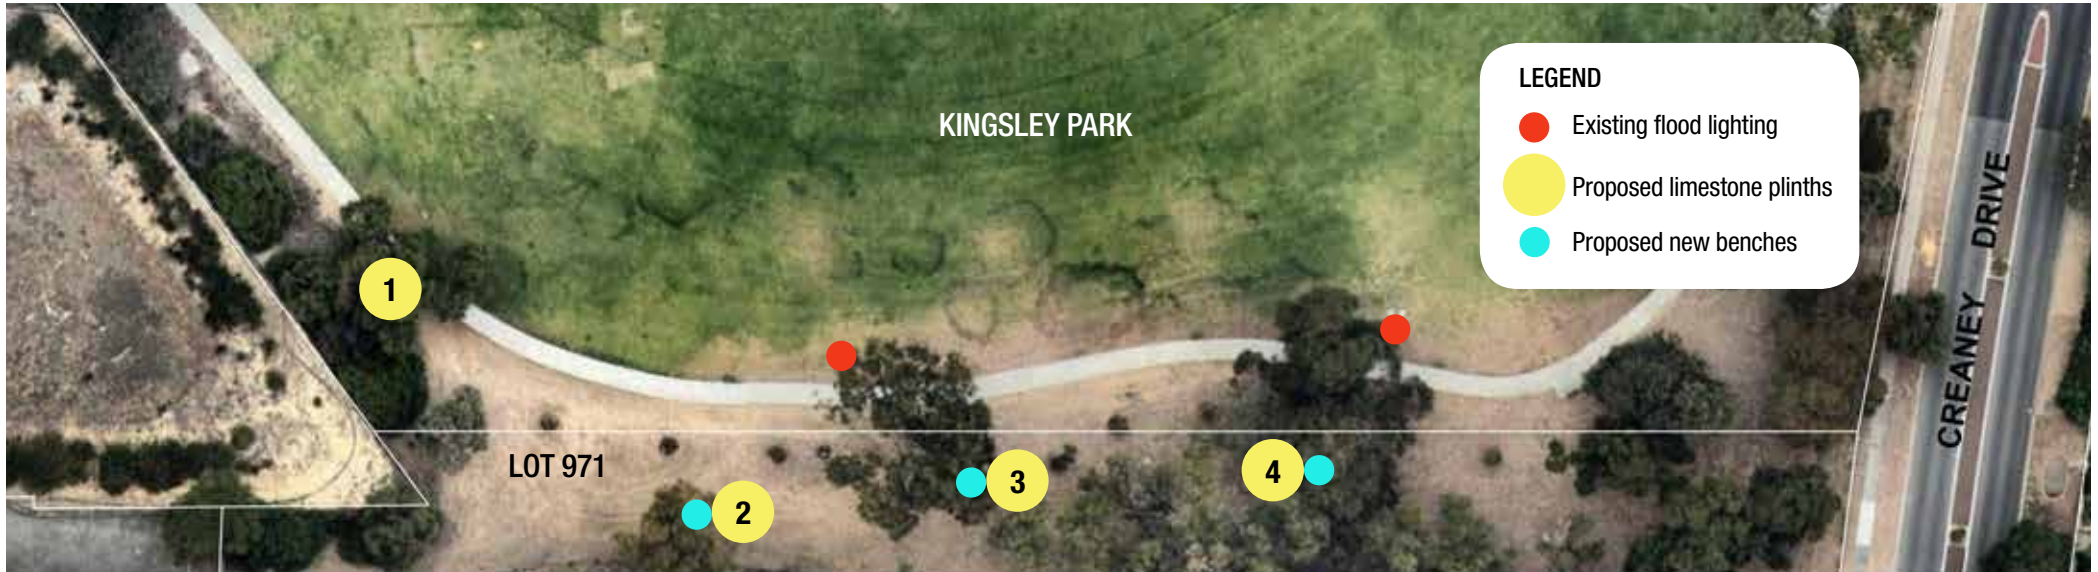 KINGSLEY PARK
LEGEND
Existing flood lighting
Proposed limestone plinths
Proposed new benches
CREANEY DRIVE
1
LOT 971
2
3
4